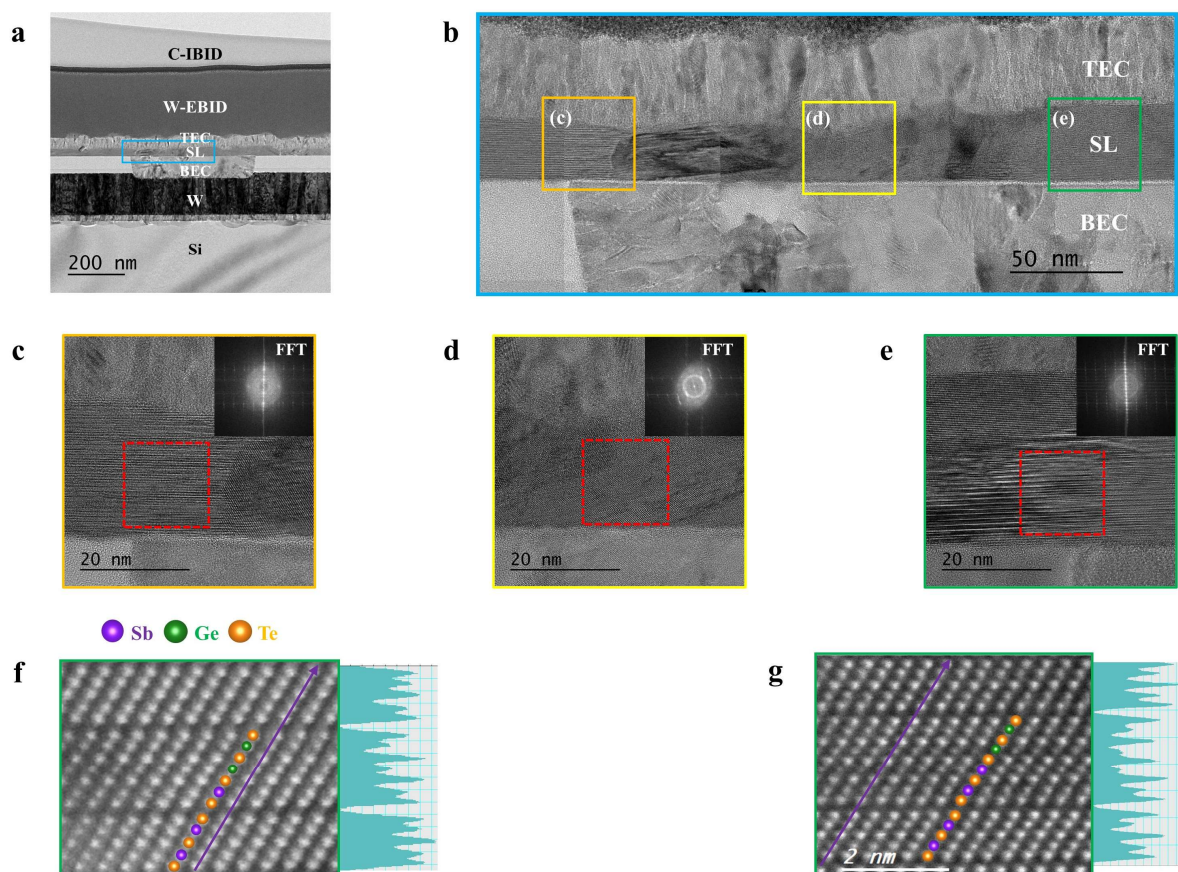 a
C-IBID
W-EBID
TEC
SL
BEC
W
Si
200 nm
b
TEC
(c)
(d)
(e)
SL
BEC
50 nm
c
FFT
20 nm
d
FFT
20 nm
e
FFT
20 nm
Sb Ge Te
f
g
2 nm